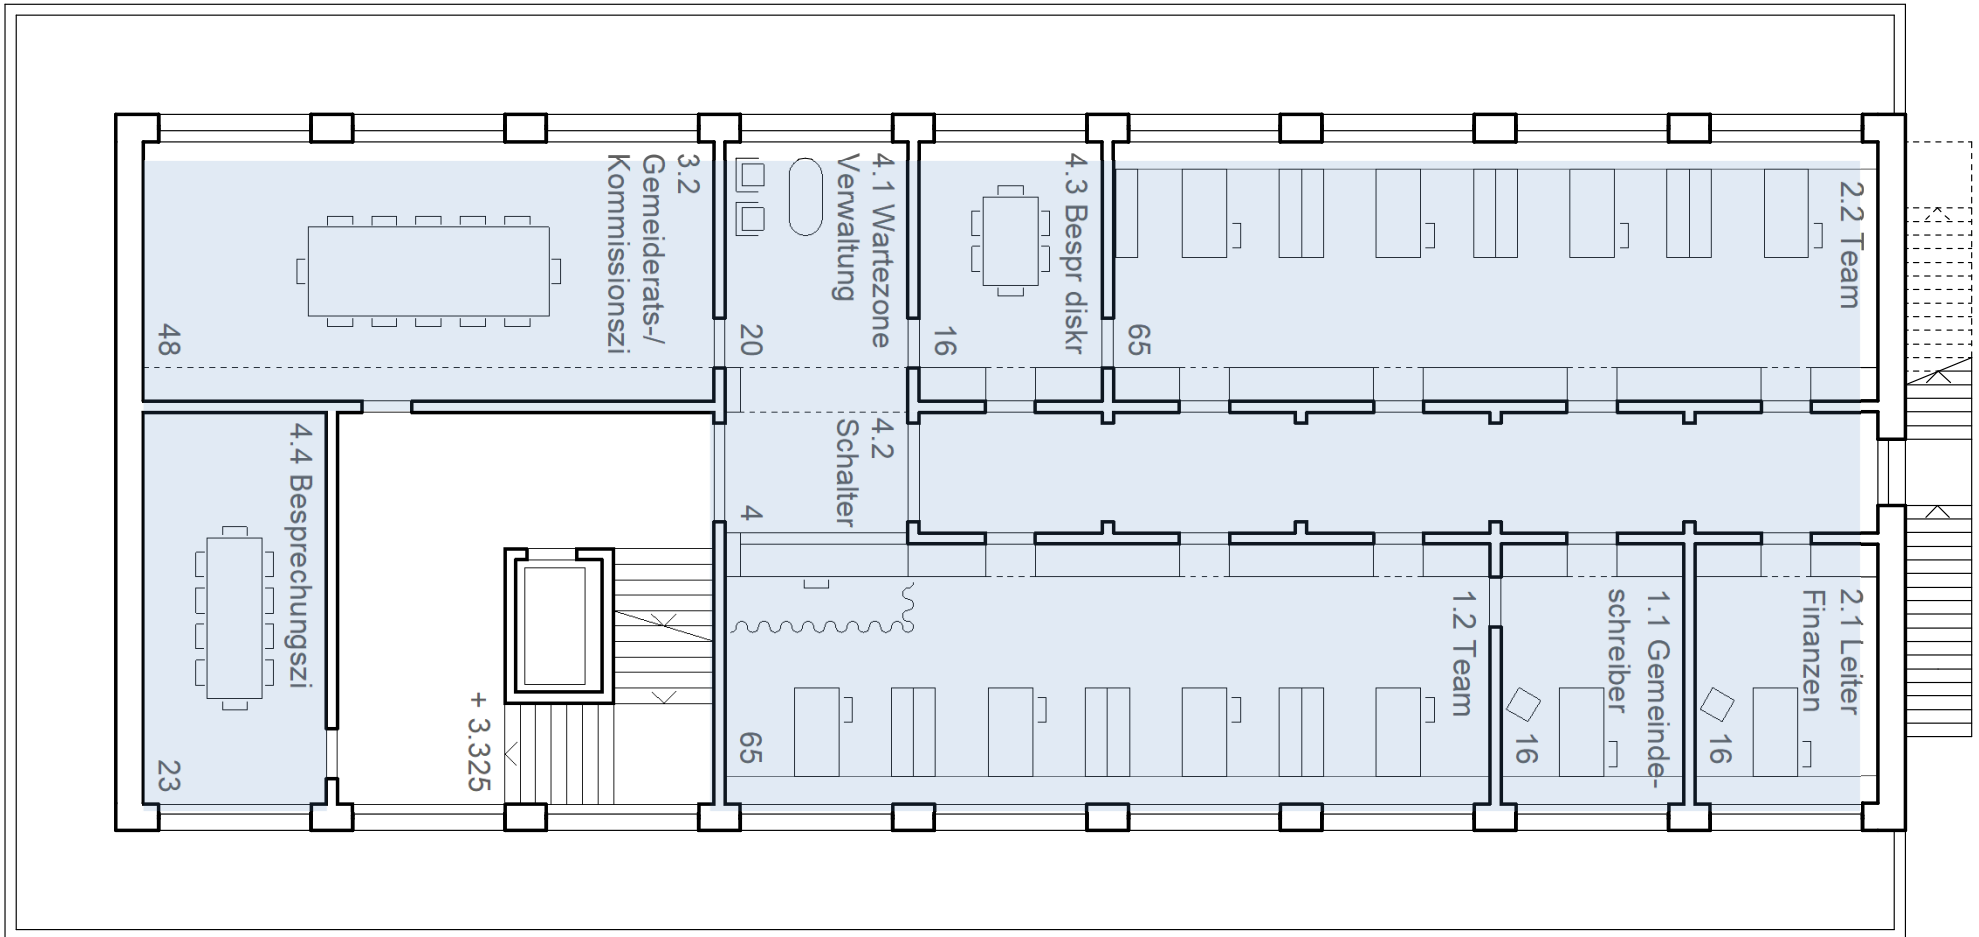 3.2
Gemeiderats-/
Kommissionszi
48
4.1 Wartezone
Verwaltung
20
4.3 Bespr diskr
16
2.2 Team
65
4.4 Besprechungszi
23
+ 3.325
4.2
Schalter
4
1.2 Team
65
1.1 Gemeinde-
schreiber
16
2.1 Leiter
Finanzen
16